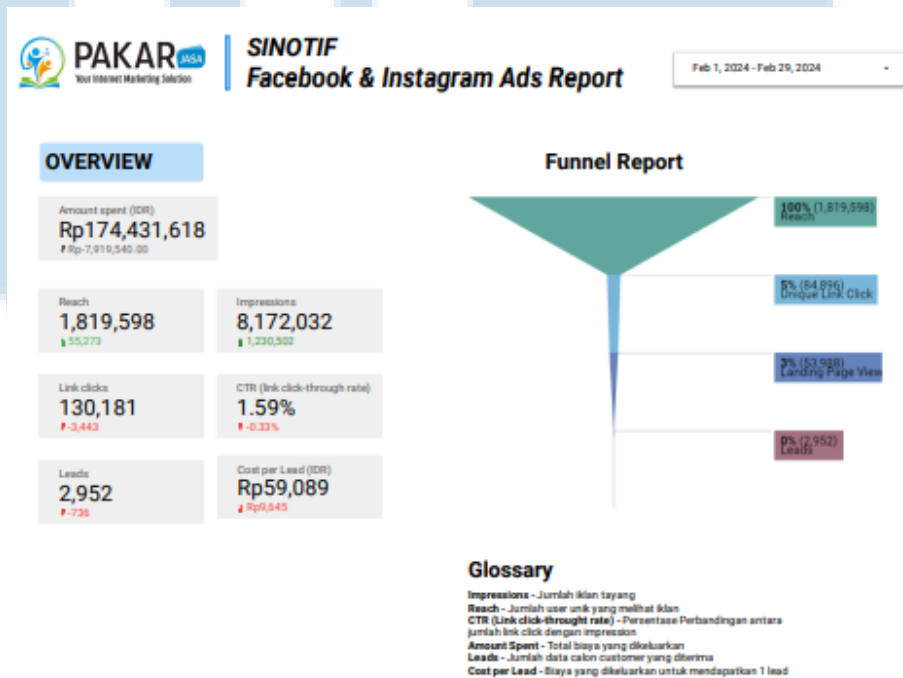 PAKAR JASA
Your Internet Marketing Solution
SINOTIF
Facebook & Instagram Ads Report
Feb 1, 2024 - Feb 29, 2024
OVERVIEW
Amount spent (IDR)
Rp174,431,618
Rp-7,919,540.00
Reach
1,819,598
55,273
Impressions
8,172,032
1,230,502
Link clicks
130,181
-3,443
CTR (link click-through rate)
1.59%
-0.33%
Leads
2,952
-736
Cost per Lead (IDR)
Rp59,089
Rp9,645
Funnel Report
100% (1,819,598)
Reach
5% (84,896)
Unique Link Click
3% (53,988)
Landing Page View
0% (2,952)
Leads
Glossary
Impressions - Jumlah iklan tayang
Reach - Jumlah user unik yang melihat iklan
CTR (Link click-throught rate) - Persentase Perbandingan antara
jumlah link click dengan impression
Amount Spent - Total biaya yang dikeluarkan
Leads - Jumlah data calon customer yang diterima
Cost per Lead - Biaya yang dikeluarkan untuk mendapatkan 1 lead